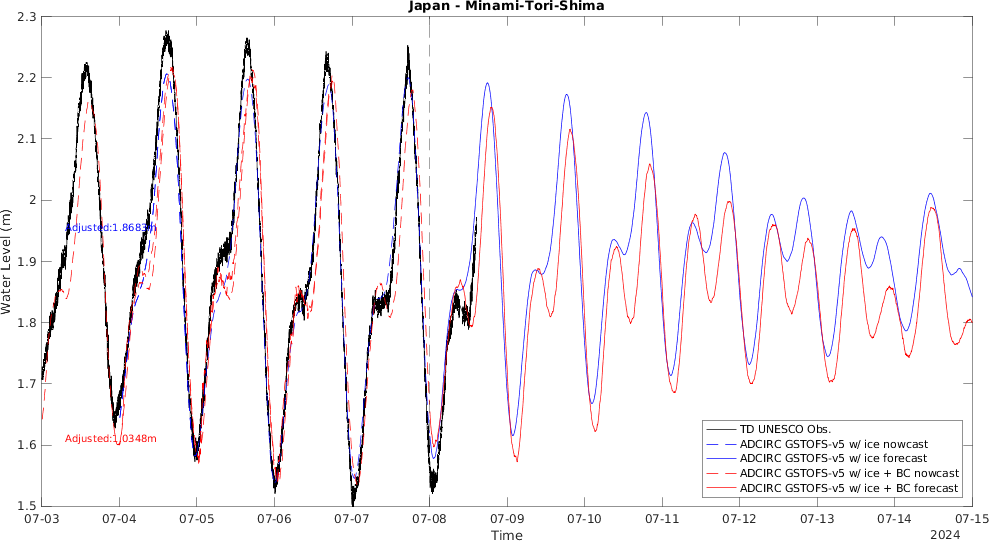 Japan - Minami-Tori-Shima
2.3
2.2
2.1
2
1.9
1.8
1.7
1.6
1.5
Water Level (m)
Adjusted:1.8683m
Adjusted:1.0348m
TD UNESCO Obs.
ADCIRC GSTOFS-v5 w/ ice nowcast
ADCIRC GSTOFS-v5 w/ ice forecast
ADCIRC GSTOFS-v5 w/ ice + BC nowcast
ADCIRC GSTOFS-v5 w/ ice + BC forecast
07-03 07-04 07-05 07-06 07-07 07-08 07-09 07-10 07-11 07-12 07-13 07-14 07-15
Time
2024